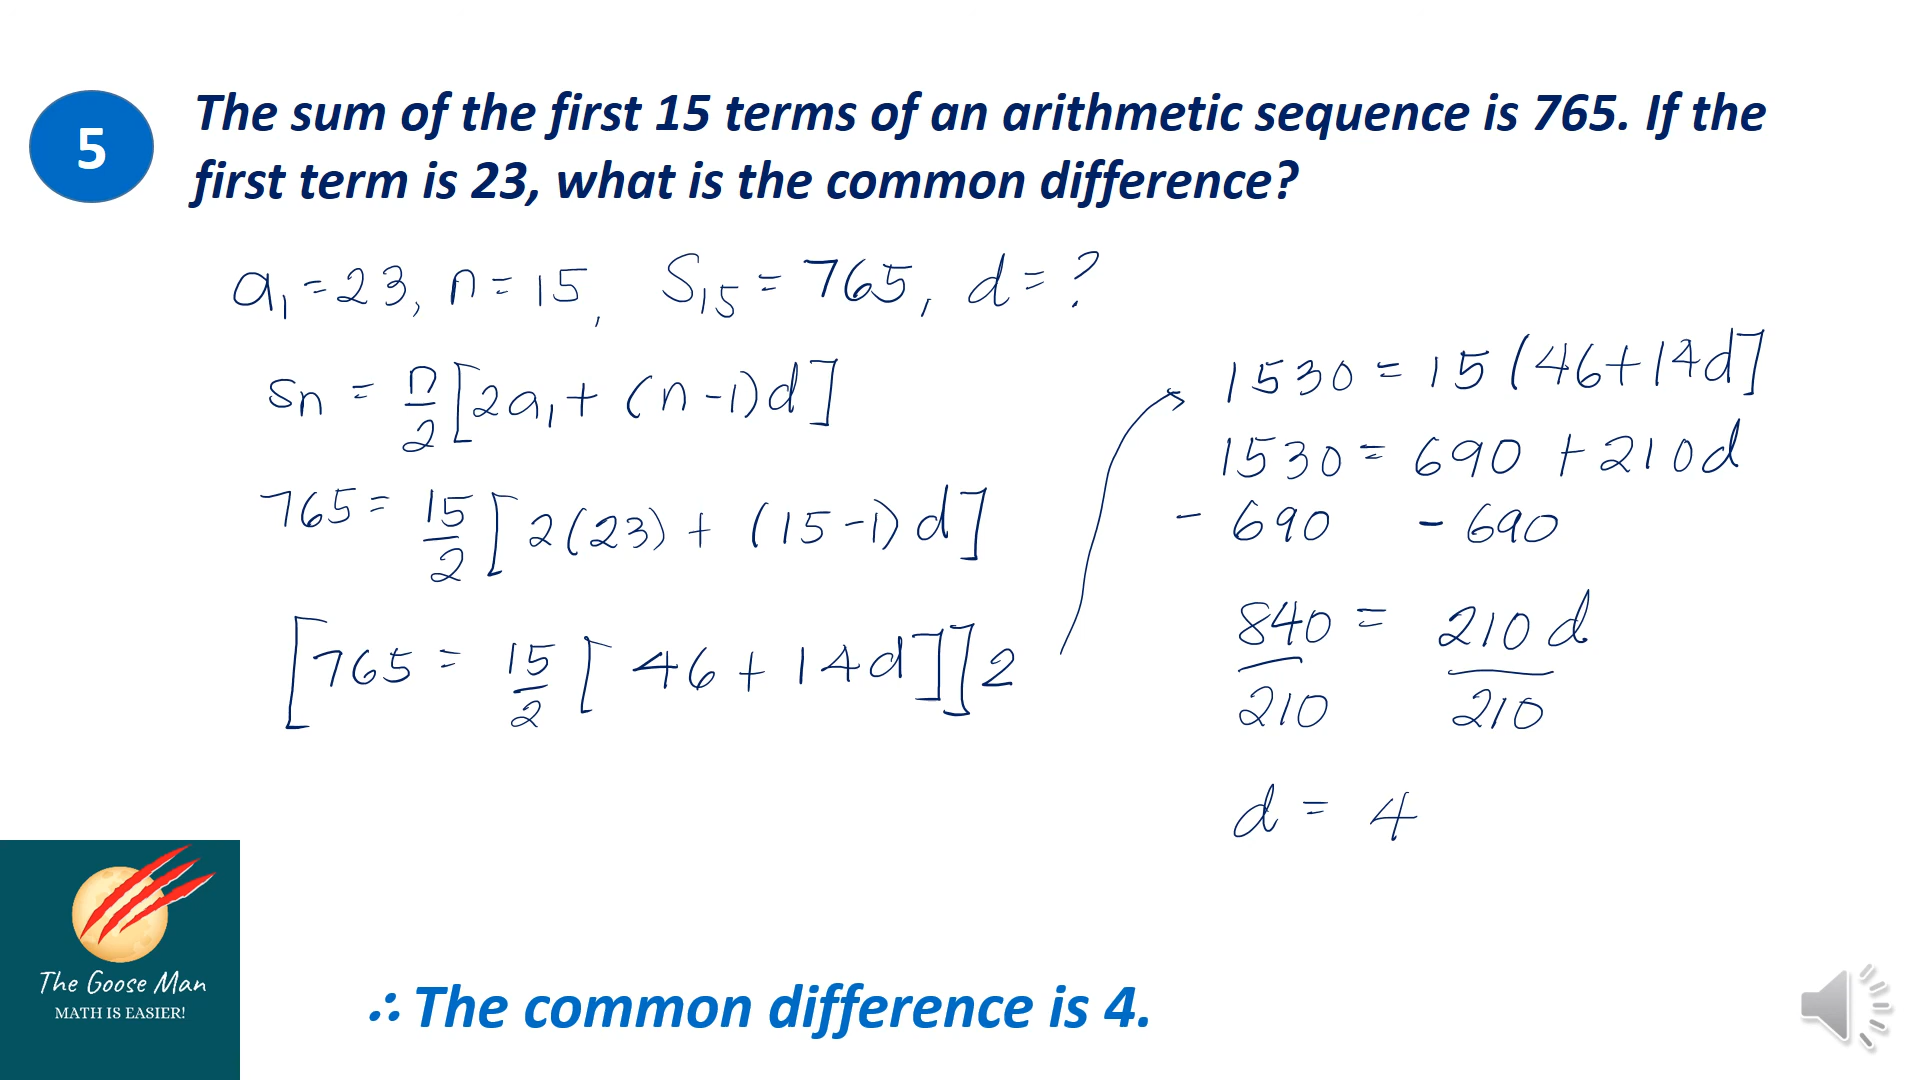 5
The sum of the first 15 terms of an arithmetic sequence is 765. If the
first term is 23, what is the common difference?
a₁ = 23, n = 15, S₁₅ = 765, d = ?
Sn = n/2 [2a₁ + (n-1)d]
765 = 15/2 [2(23) + (15-1)d]
[765 = 15/2 [46 + 14d]]2
1530 = 15(46+14d]
1530 = 690 + 210d
- 690 - 690
840/210 = 210d/210
d = 4
The Goose Man
MATH IS EASIER!
∴ The common difference is 4.